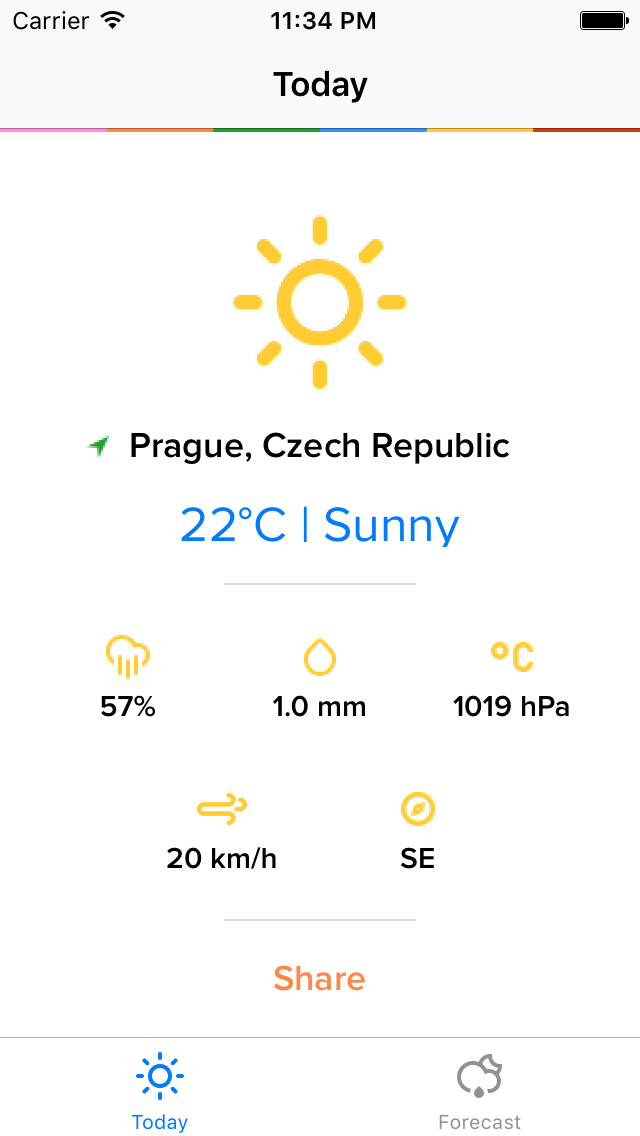 Carrier 11:34 PM
Today
Prague, Czech Republic
22°C | Sunny
°C
57% 1.0 mm 1019 hPa
20 km/h SE
Share
Today Forecast